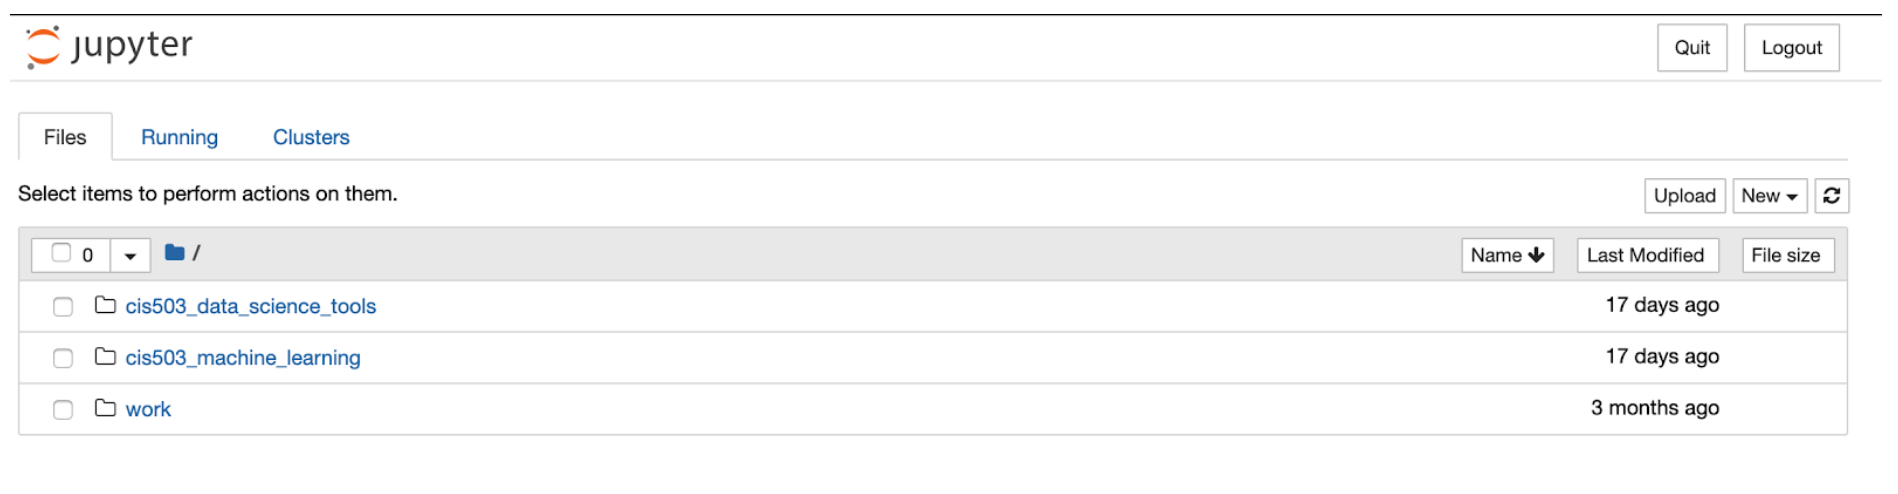 jupyter Quit Logout
Files Running Clusters
Select items to perform actions on them. Upload New
0 / Name Last Modified File size
cis503_data_science_tools 17 days ago
cis503_machine_learning 17 days ago
work 3 months ago